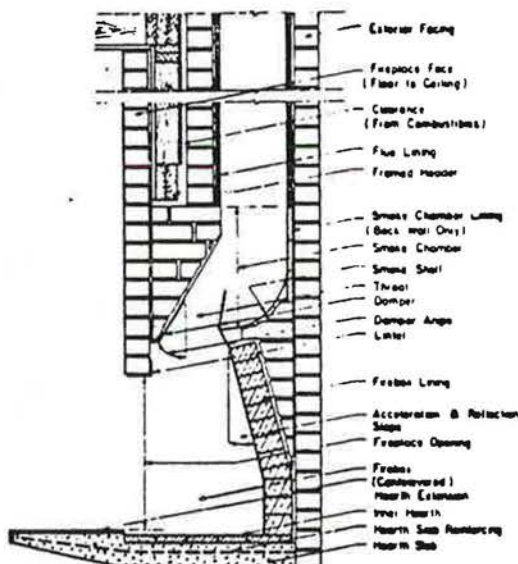 Exterior Facing
Fireplace Face
(Floor to Ceiling)
Clearance
(From Combustibles)
Flue Lining
Framed Header
Smoke Chamber Lining
(Back Wall Only)
Smoke Chamber
Smoke Shelf
Throat
Damper
Damper Angle
Lintel
Firebox Lining
Acceleration & Reflection
Slope
Fireplace Opening
Firebox
(Cantilevered)
Hearth Extension
Inner Hearth
Hearth Slab Reinforcing
Hearth Slab